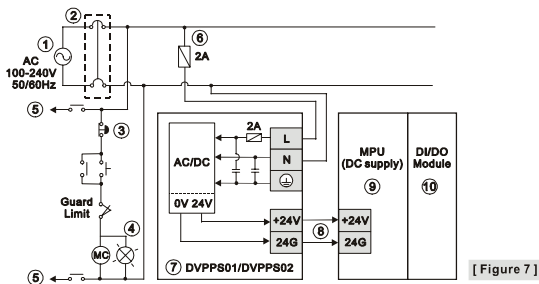 ②
①
AC
100-240V
50/60Hz
⑥
2A
⑤
③
Guard
Limit
④
MC
⑤
2A
L
N
AC/DC
0V 24V
+24V
24G
⑧
⑦ DVPPS01/DVPPS02
MPU
(DC supply)
⑨
+24V
24G
DI/DO
Module
⑩
[ Figure 7 ]